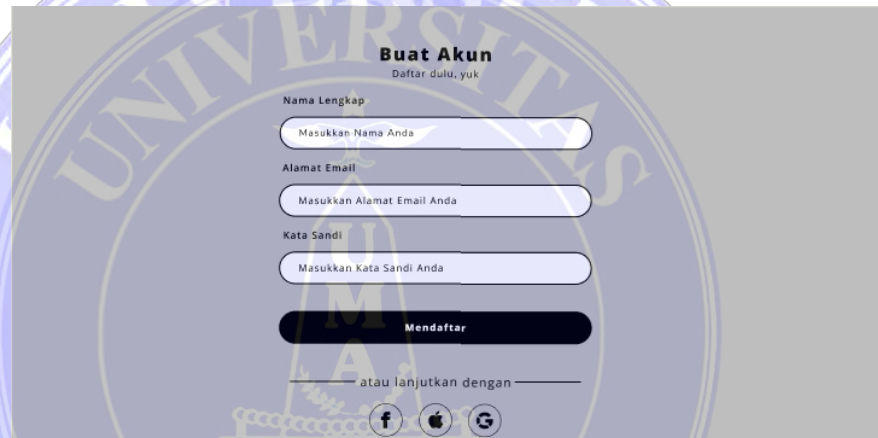 UNIVERSITAS
Buat Akun
Daftar dulu, yuk
Nama Lengkap
Masukkan Nama Anda
Alamat Email
Masukkan Alamat Email Anda
Kata Sandi
Masukkan Kata Sandi Anda
U
M
A
Mendaftar
atau lanjutkan dengan
f
G